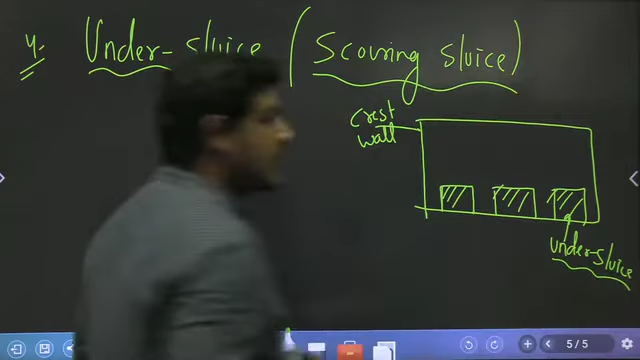 4. Under-sluice (Scouring sluice)
crest
wall
under-sluice
5/5